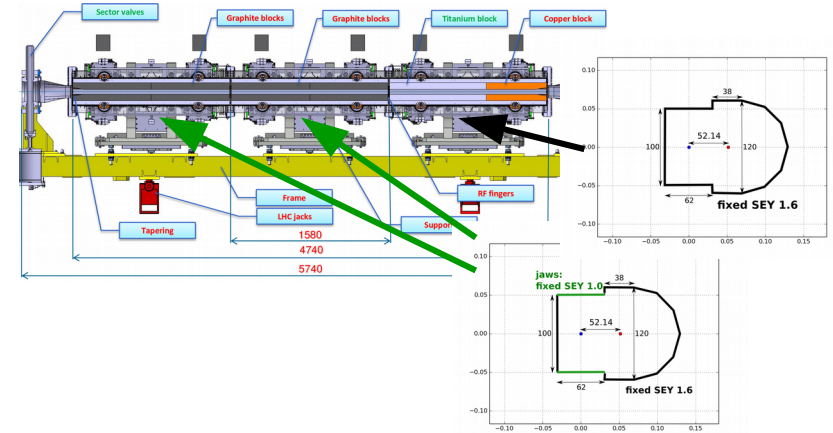 Sector valves
Graphite blocks
Graphite blocks
Titanium block
Copper block
Frame
LHC jacks
Tapering
RF fingers
Suppor
1580
4740
5740
0.10
0.05
0.00
−0.05
−0.10
−0.10
−0.05
0.00
0.05
0.10
0.15
38
52.14
100
120
62
fixed SEY 1.6
jaws:
fixed SEY 1.0
0.10
0.05
0.00
−0.05
−0.10
−0.10
−0.05
0.00
0.05
0.10
0.15
38
52.14
100
120
62
fixed SEY 1.6